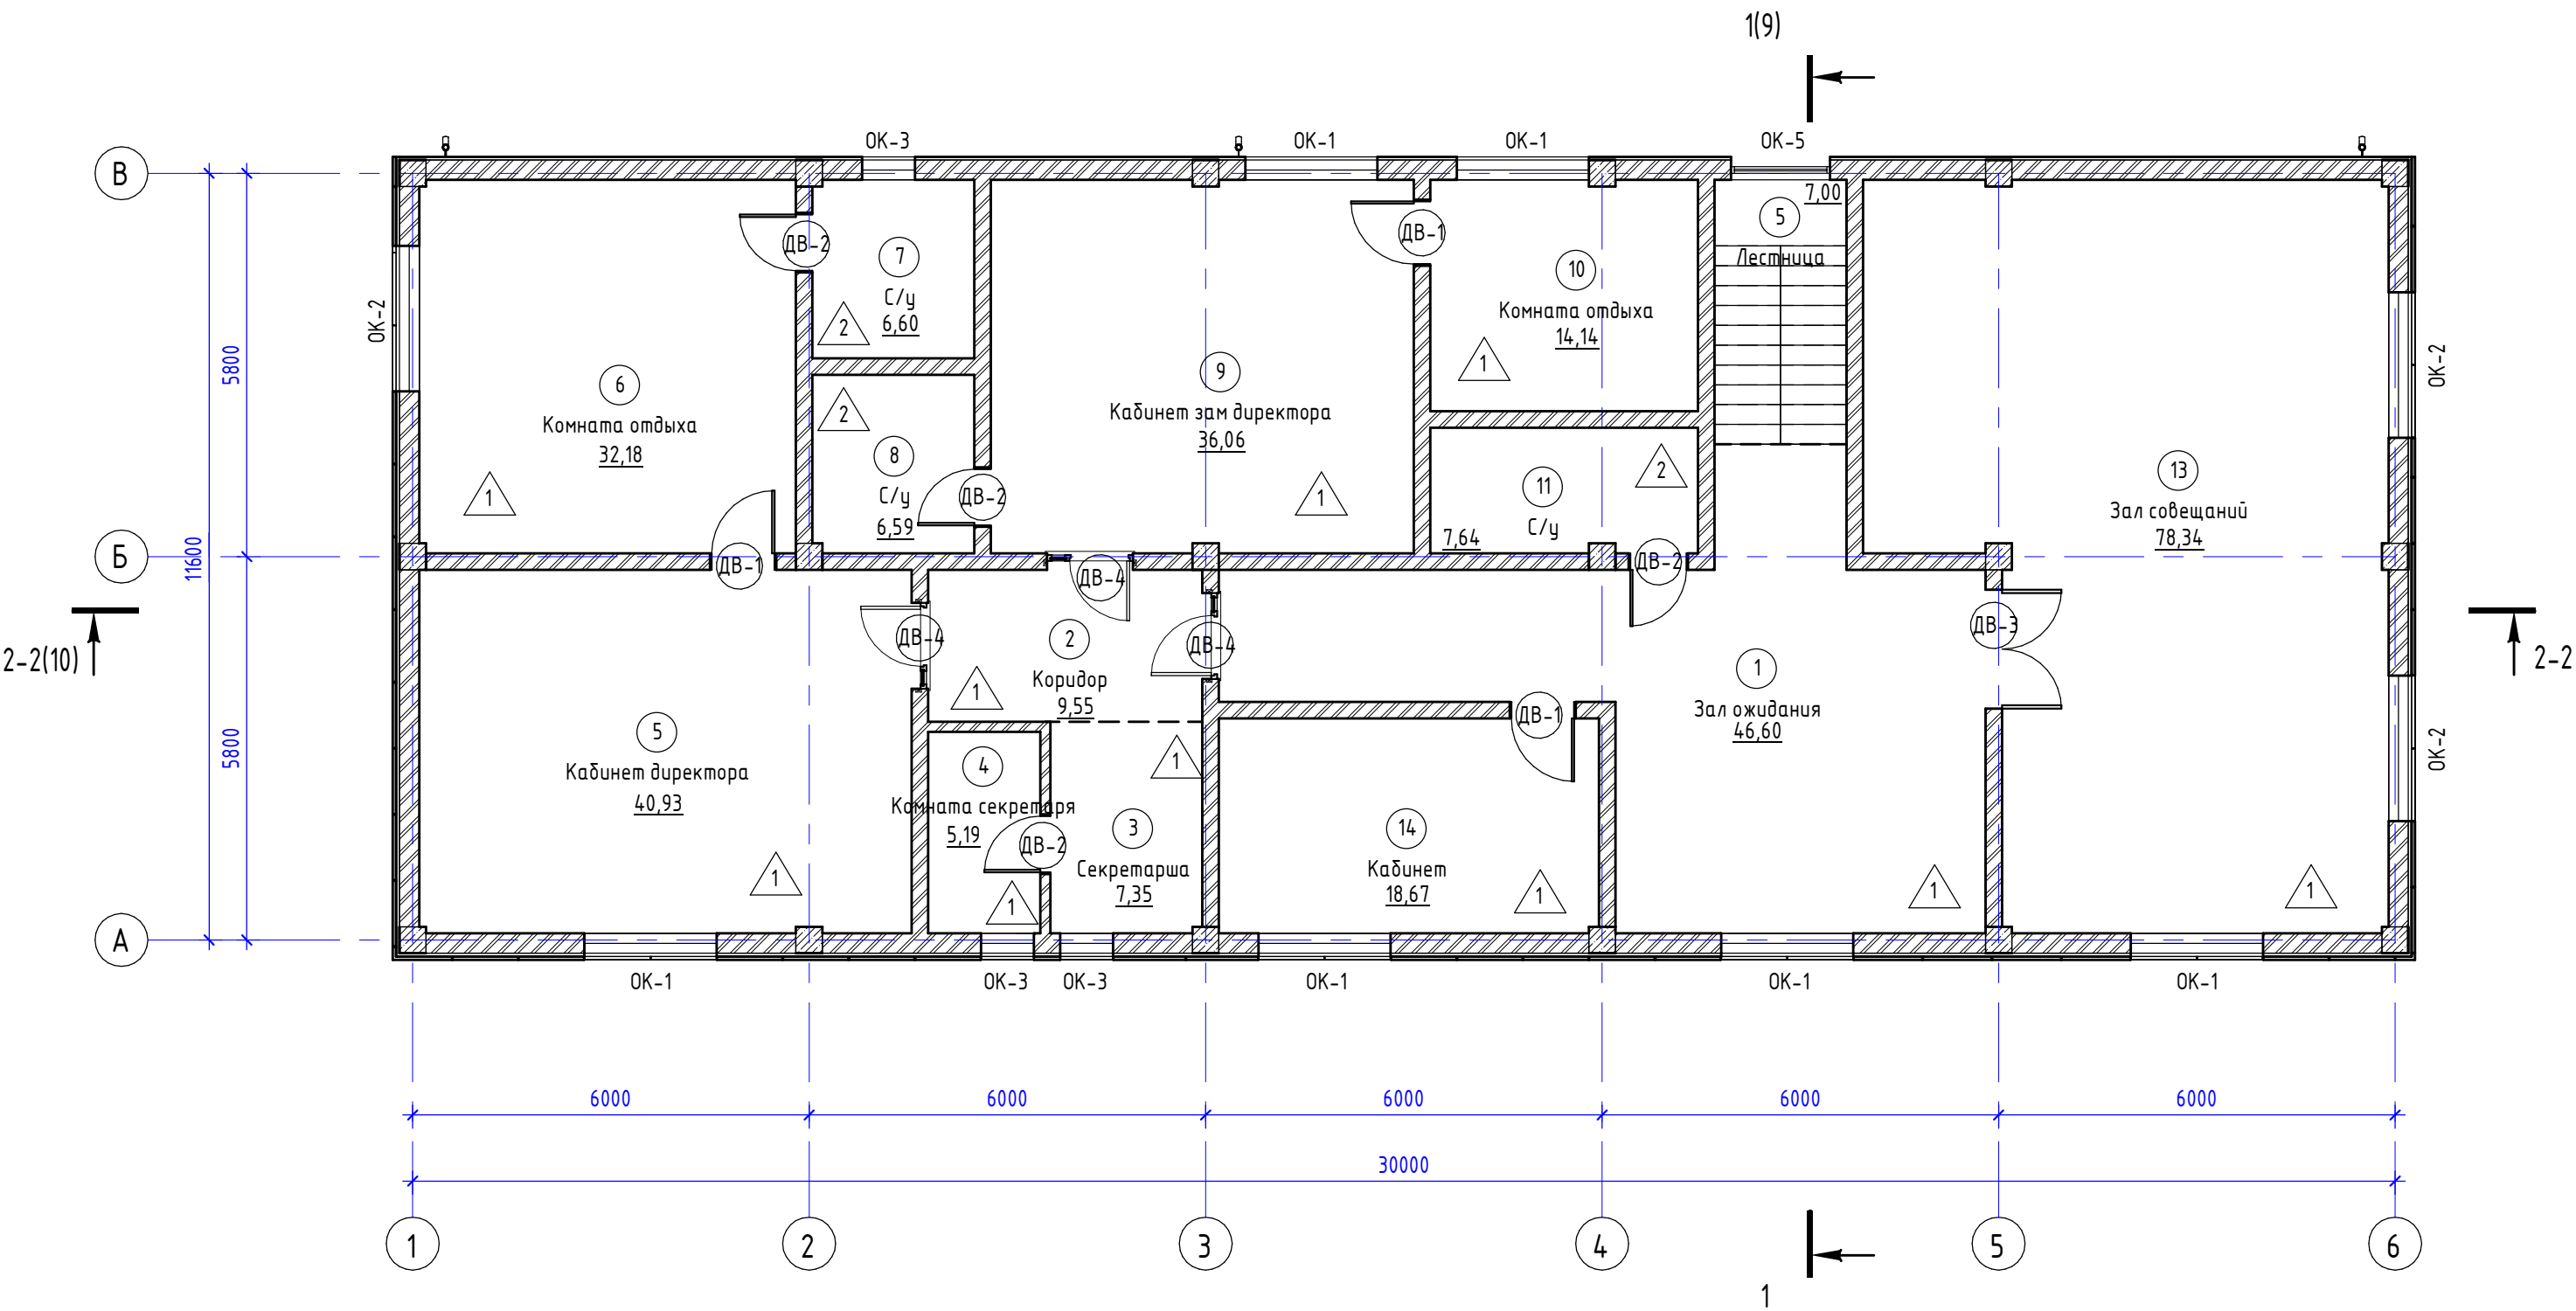 1(9)
ОК-3
ОК-1
ОК-1
ОК-5
В
7,00
5
Лестница
ДВ-2
7
С/у
6,60
2
ДВ-1
10
Комната отдыха
14,14
1
ОК-2
5800
6
Комната отдыха
32,18
1
2
8
С/у
6,59
ДВ-2
9
Кабинет зам директора
36,06
1
11
С/у
7,64
2
13
Зал совещаний
78,34
ОК-2
11600
Б
ДВ-1
ДВ-4
ДВ-2
ДВ-4
ДВ-4
ДВ-3
2-2(10)
2-2
2
Коридор
9,55
1
1
Зал ожидания
46,60
ДВ-1
5800
5
Кабинет директора
40,93
1
4
Комната секретаря
5,19
ДВ-2
1
1
3
Секретарша
7,35
14
Кабинет
18,67
1
1
1
ОК-2
А
ОК-1
ОК-3
ОК-3
ОК-1
ОК-1
ОК-1
6000
6000
6000
6000
6000
30000
1
2
3
4
5
6
1